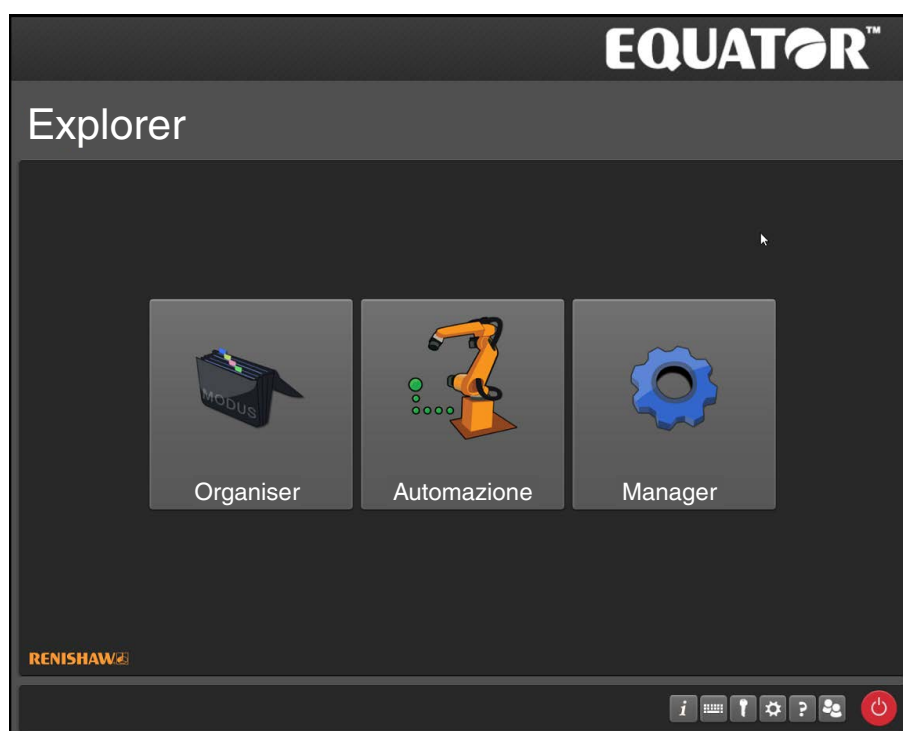 EQUATOR™
Explorer
MODUS
Organiser
Automazione
Manager
RENISHAW
i
?